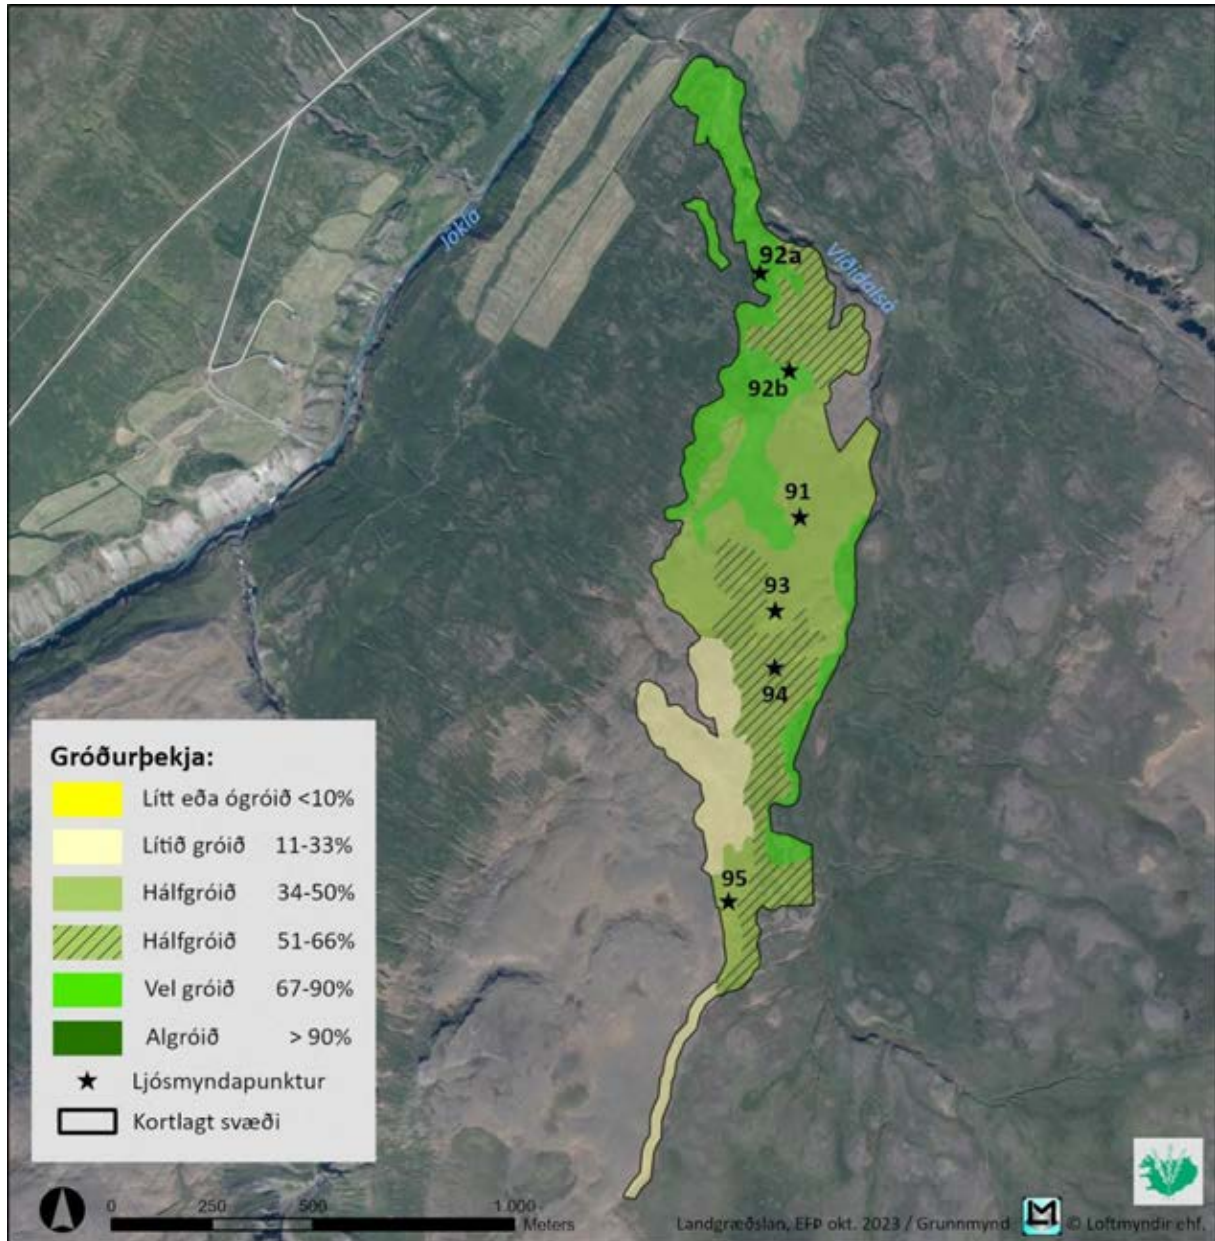 Jökla
92a
Víðidalsá
92b
91
93
94
95
Gróðurþekja:
Lítt eða ógróið <10%
Lítið gróið 11-33%
Hálfgróið 34-50%
Hálfgróið 51-66%
Vel gróið 67-90%
Algróið > 90%
Ljósmyndapunktur
Kortlagt svæði
0 250 500 1.000
Meters
Landgræðslan, EFÞ okt. 2023 / Grunnmynd © Loftmyndir ehf.